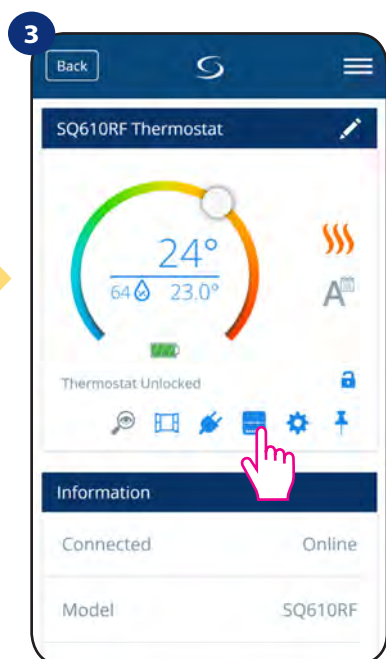 3
Back
SQ610RF Thermostat
24°
64 23.0°
A
Thermostat Unlocked
Information
Connected Online
Model SQ610RF